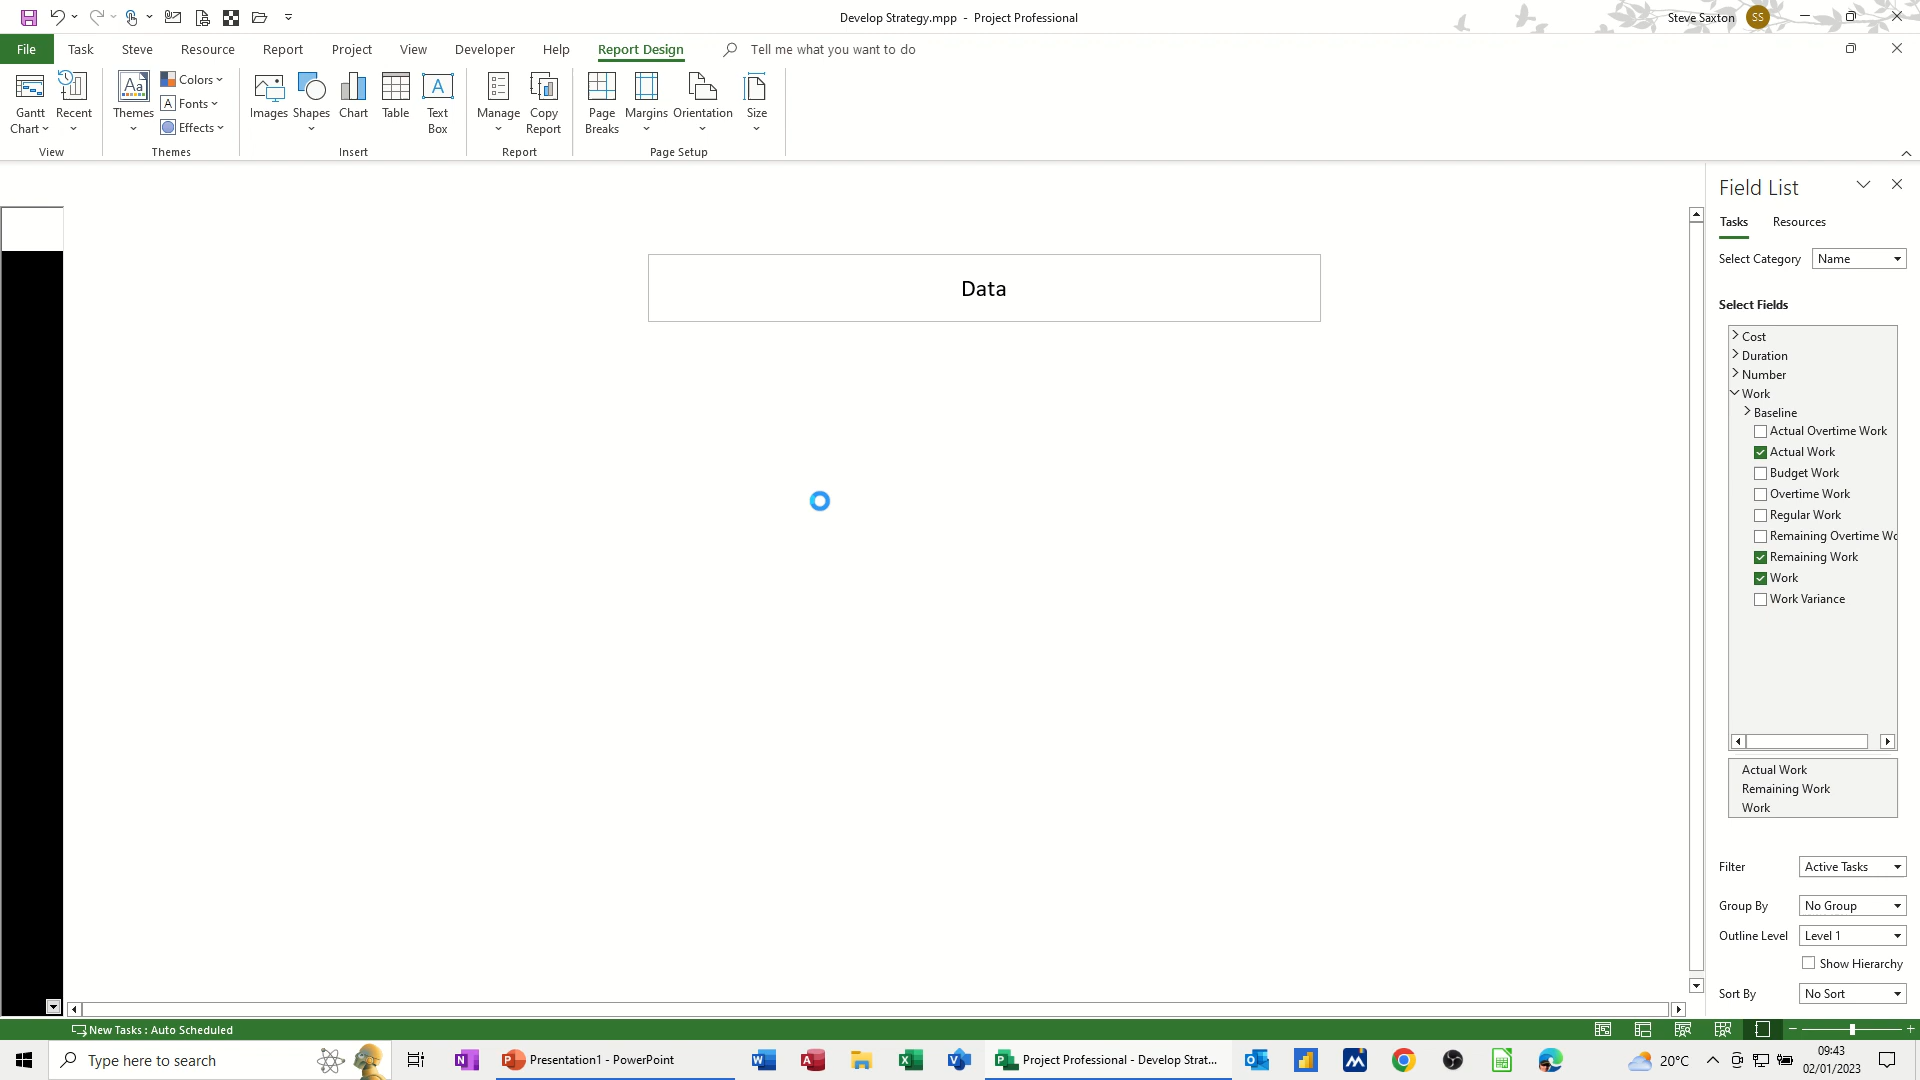 Develop Strategy.mpp - Project Professional
Steve Saxton
SS
File
Task
Steve
Resource
Report
Project
View
Developer
Help
Report Design
Tell me what you want to do
Gantt
Chart
Recent
View
Aa
Themes
Colors
A Fonts
Effects
Themes
Images
Shapes
Chart
Table
A
Text
Box
Insert
Manage
Copy
Report
Report
Page
Breaks
Margins
Orientation
Size
Page Setup
Data
Field List
Tasks
Resources
Select Category
Name
Select Fields
Cost
Duration
Number
Work
Baseline
Actual Overtime Work
Actual Work
Budget Work
Overtime Work
Regular Work
Remaining Overtime Wo
Remaining Work
Work
Work Variance
Actual Work
Remaining Work
Work
Filter
Active Tasks
Group By
No Group
Outline Level
Level 1
Show Hierarchy
Sort By
No Sort
New Tasks : Auto Scheduled
Type here to search
Presentation1 - PowerPoint
Project Professional - Develop Strat...
20°C
09:43
02/01/2023